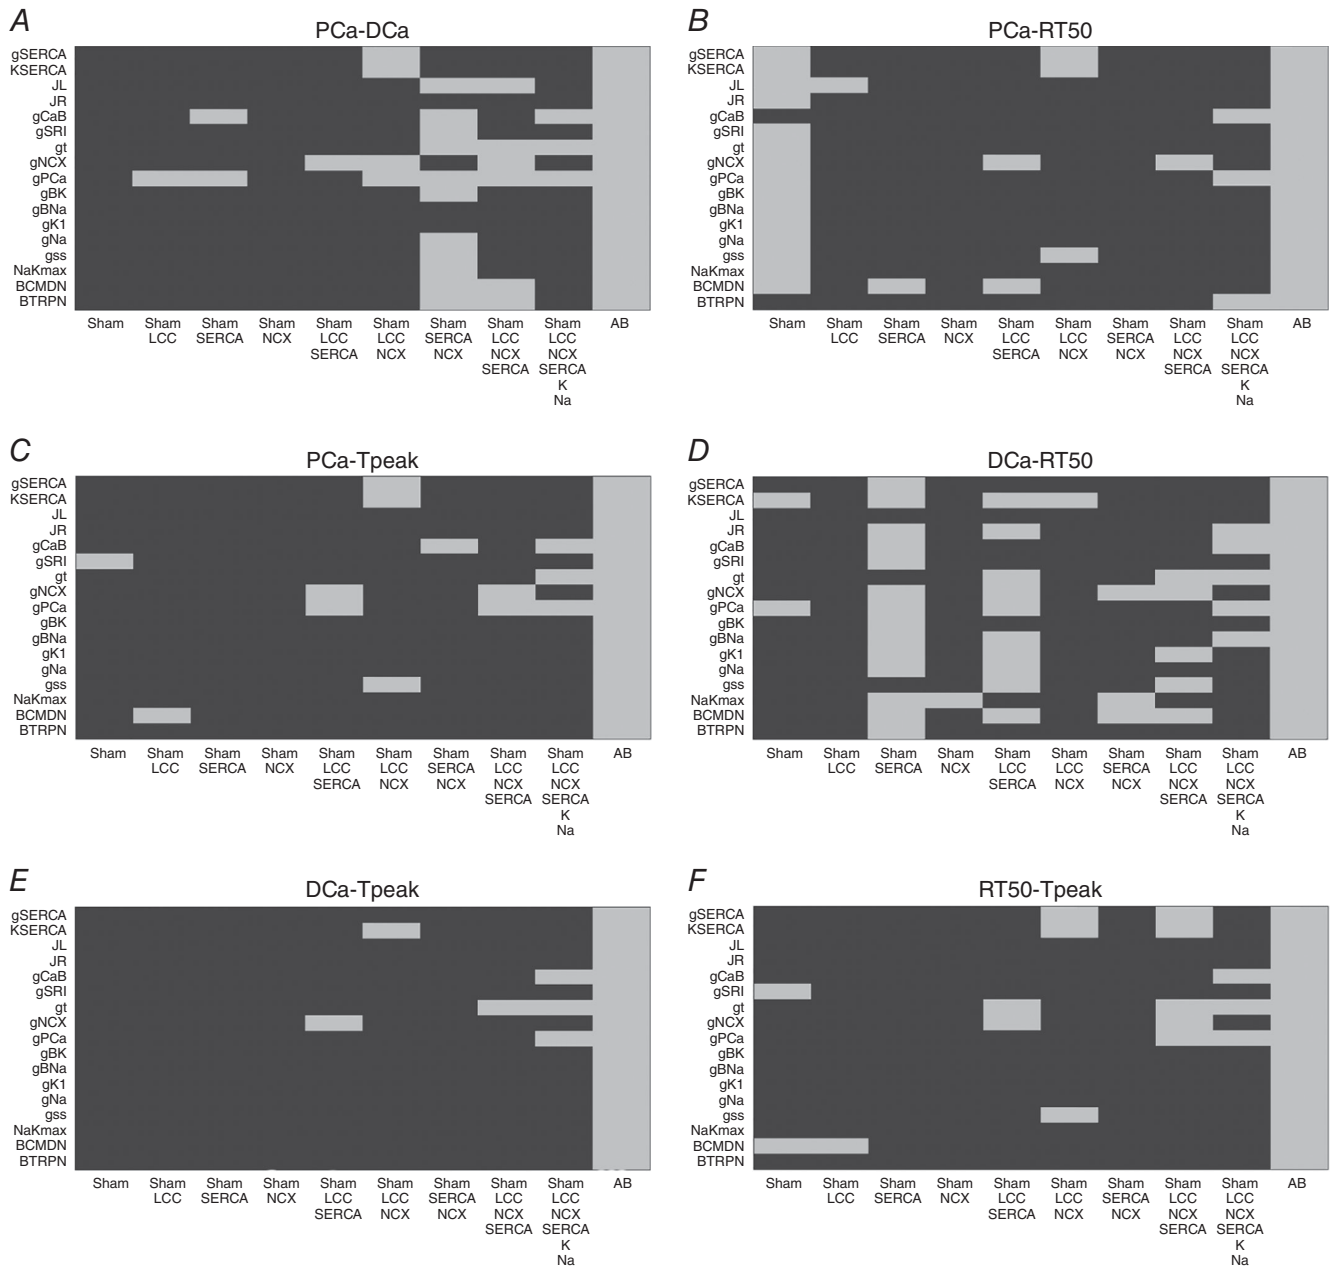 A
PCa-DCa
gSERCA
KSERCA
JL
JR
gCaB
gSRI
gt
gNCX
gPCa
gBK
gBNa
gK1
gNa
gss
NaKmax
BCMDN
BTRPN
Sham Sham Sham Sham Sham Sham Sham Sham Sham AB
LCC SERCA NCX LCC LCC SERCA LCC LCC
SERCA NCX NCX NCX NCX
SERCA SERCA
K
Na
B
PCa-RT50
gSERCA
KSERCA
JL
JR
gCaB
gSRI
gt
gNCX
gPCa
gBK
gBNa
gK1
gNa
gss
NaKmax
BCMDN
BTRPN
Sham Sham Sham Sham Sham Sham Sham Sham Sham AB
LCC SERCA NCX LCC LCC SERCA LCC LCC
SERCA NCX NCX NCX NCX
SERCA SERCA
K
Na
C
PCa-Tpeak
gSERCA
KSERCA
JL
JR
gCaB
gSRI
gt
gNCX
gPCa
gBK
gBNa
gK1
gNa
gss
NaKmax
BCMDN
BTRPN
Sham Sham Sham Sham Sham Sham Sham Sham Sham AB
LCC SERCA NCX LCC LCC SERCA LCC LCC
SERCA NCX NCX NCX NCX
SERCA SERCA
K
Na
D
DCa-RT50
gSERCA
KSERCA
JL
JR
gCaB
gSRI
gt
gNCX
gPCa
gBK
gBNa
gK1
gNa
gss
NaKmax
BCMDN
BTRPN
Sham Sham Sham Sham Sham Sham Sham Sham Sham AB
LCC SERCA NCX LCC LCC SERCA LCC LCC
SERCA NCX NCX NCX NCX
SERCA SERCA
K
Na
E
DCa-Tpeak
gSERCA
KSERCA
JL
JR
gCaB
gSRI
gt
gNCX
gPCa
gBK
gBNa
gK1
gNa
gss
NaKmax
BCMDN
BTRPN
Sham Sham Sham Sham Sham Sham Sham Sham Sham AB
LCC SERCA NCX LCC LCC SERCA LCC LCC
SERCA NCX NCX NCX NCX
SERCA SERCA
K
Na
F
RT50-Tpeak
gSERCA
KSERCA
JL
JR
gCaB
gSRI
gt
gNCX
gPCa
gBK
gBNa
gK1
gNa
gss
NaKmax
BCMDN
BTRPN
Sham Sham Sham Sham Sham Sham Sham Sham Sham AB
LCC SERCA NCX LCC LCC SERCA LCC LCC
SERCA NCX NCX NCX NCX
SERCA SERCA
K
Na